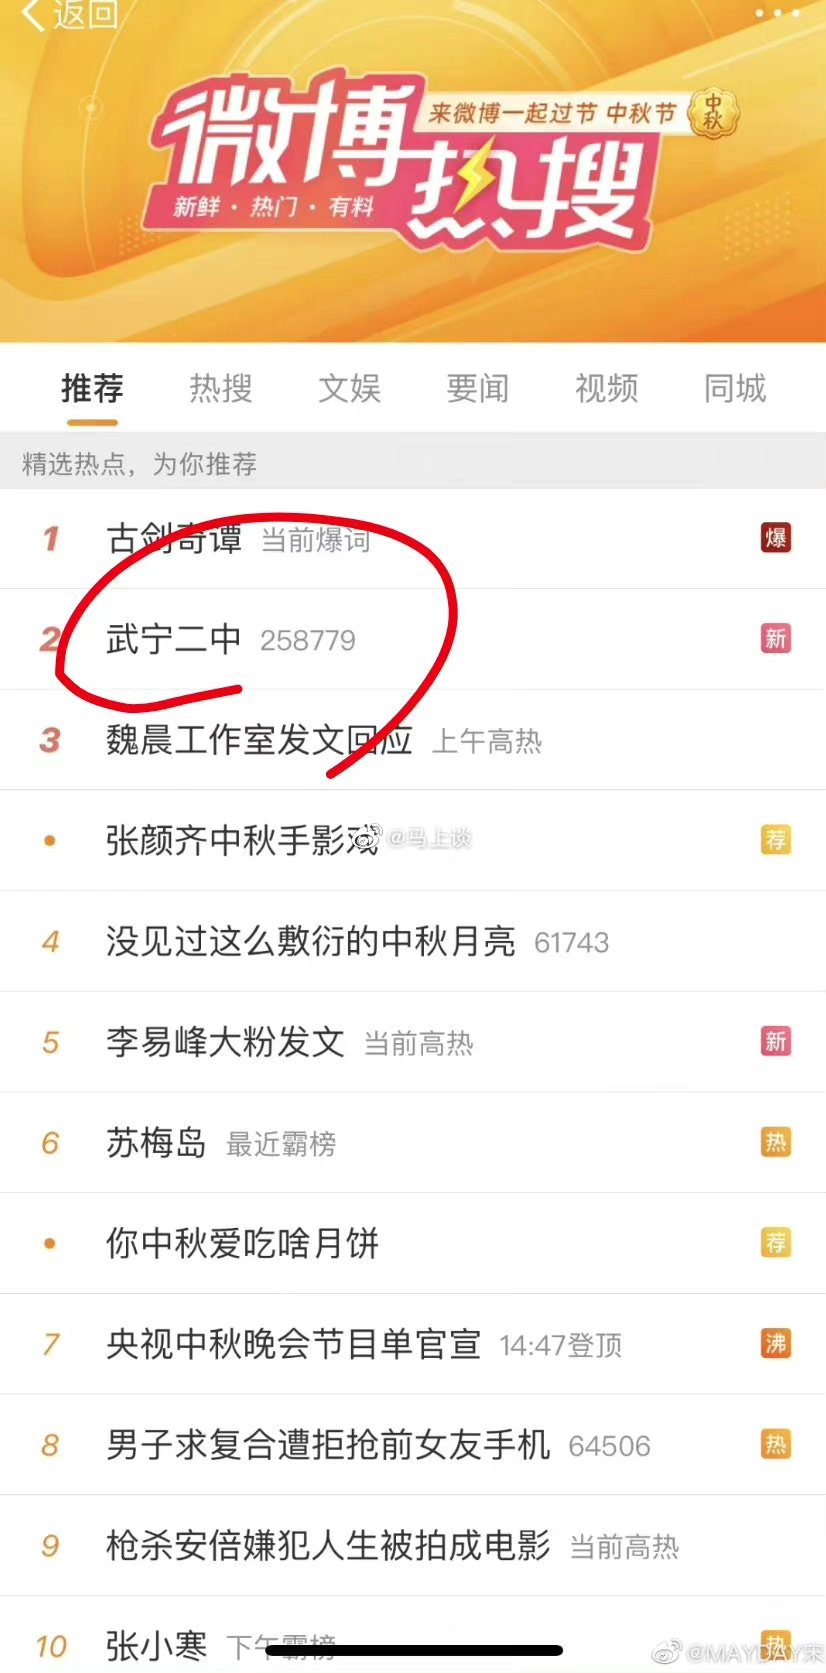 返回
来微博一起过节 中秋节
中秋
微博热搜
新鲜·热门·有料
推荐 热搜 文娱 要闻 视频 同城
精选热点，为你推荐
1 古剑奇谭 当前爆词 爆
2 武宁二中 258779 新
3 魏晨工作室发文回应 上午高热
张颜齐中秋手影戏 荐
@马上谈
4 没见过这么敷衍的中秋月亮 61743
5 李易峰大粉发文 当前高热 新
6 苏梅岛 最近霸榜 热
你中秋爱吃啥月饼 荐
7 央视中秋晚会节目单官宣 14:47登顶 沸
8 男子求复合遭拒抢前女友手机 64506 热
9 枪杀安倍嫌犯人生被拍成电影 当前高热
10 张小寒 下午霸榜 热
@MAYDAY宋